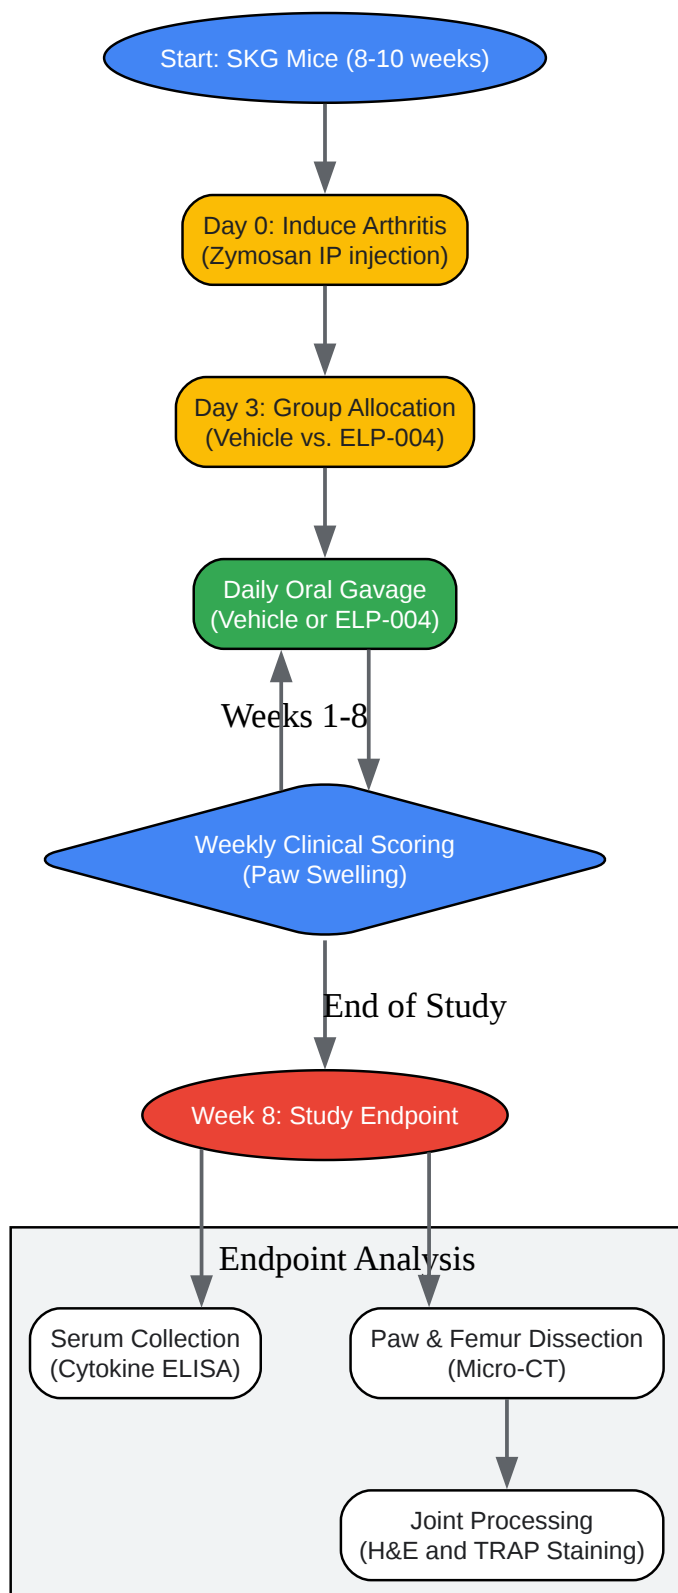 Start: SKG Mice (8-10 weeks)
Day 0: Induce Arthritis
(Zymosan IP injection)
Day 3: Group Allocation
(Vehicle vs. ELP-004)
Daily Oral Gavage
(Vehicle or ELP-004)
Weeks 1-8
Weekly Clinical Scoring
(Paw Swelling)
End of Study
Week 8: Study Endpoint
Endpoint Analysis
Serum Collection
(Cytokine ELISA)
Paw & Femur Dissection
(Micro-CT)
Joint Processing
(H&E and TRAP Staining)